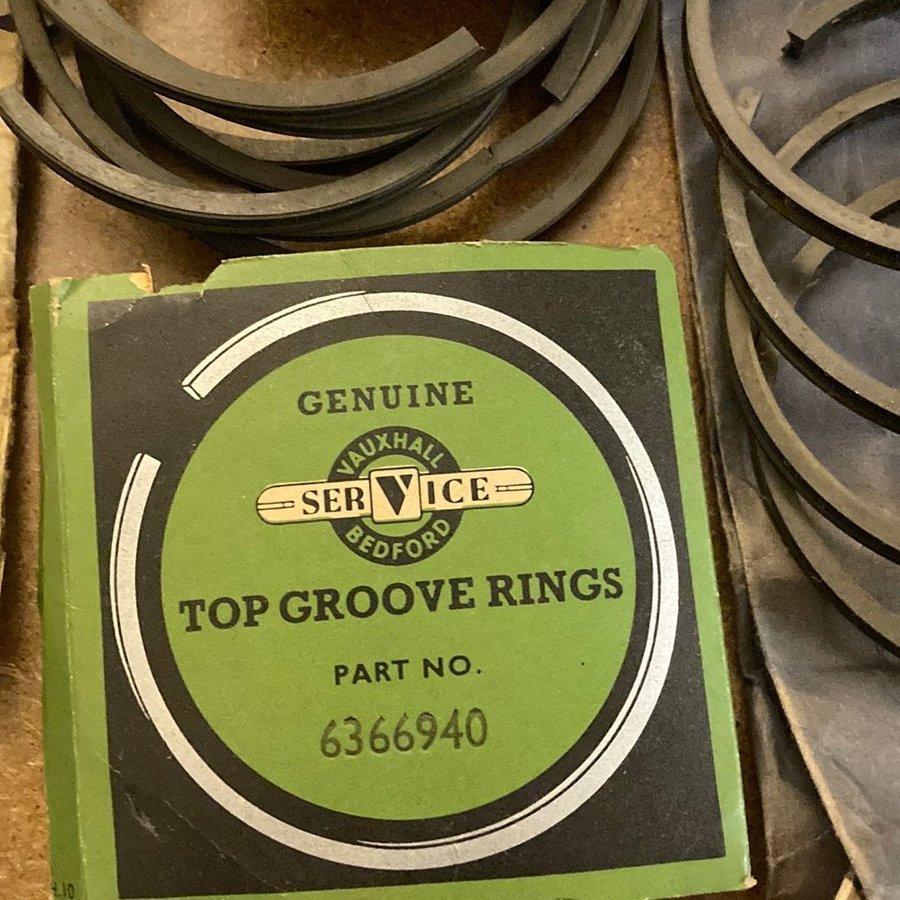 GENUINE
VAUXHALL
SERVICE
BEDFORD
TOP GROOVE RINGS
PART NO.
6366940